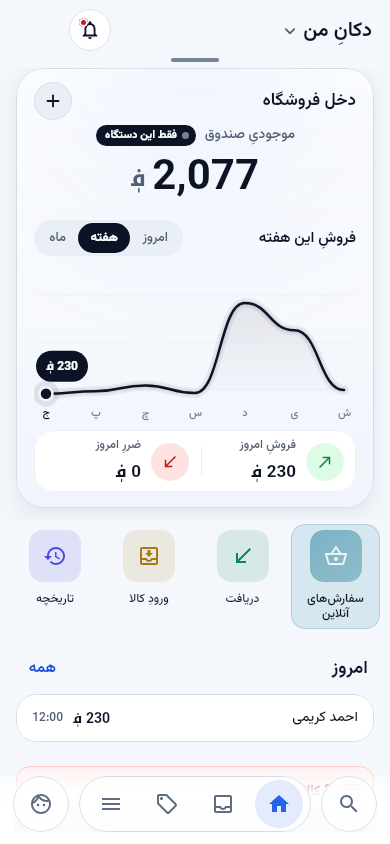 دکانِ من
دخل فروشگاه
موجودیِ صندوق فقط این دستگاه
2,077 ؋
فروشِ این هفته
امروز هفته ماه
230 ؋
ش ی د س چ پ ج
فروشِ امروز
230 ؋
ضررِ امروز
0 ؋
سفارش‌های آنلاین
دریافت
ورودِ کالا
تاریخچه
امروز همه
احمد کریمی 230 ؋ 12:00